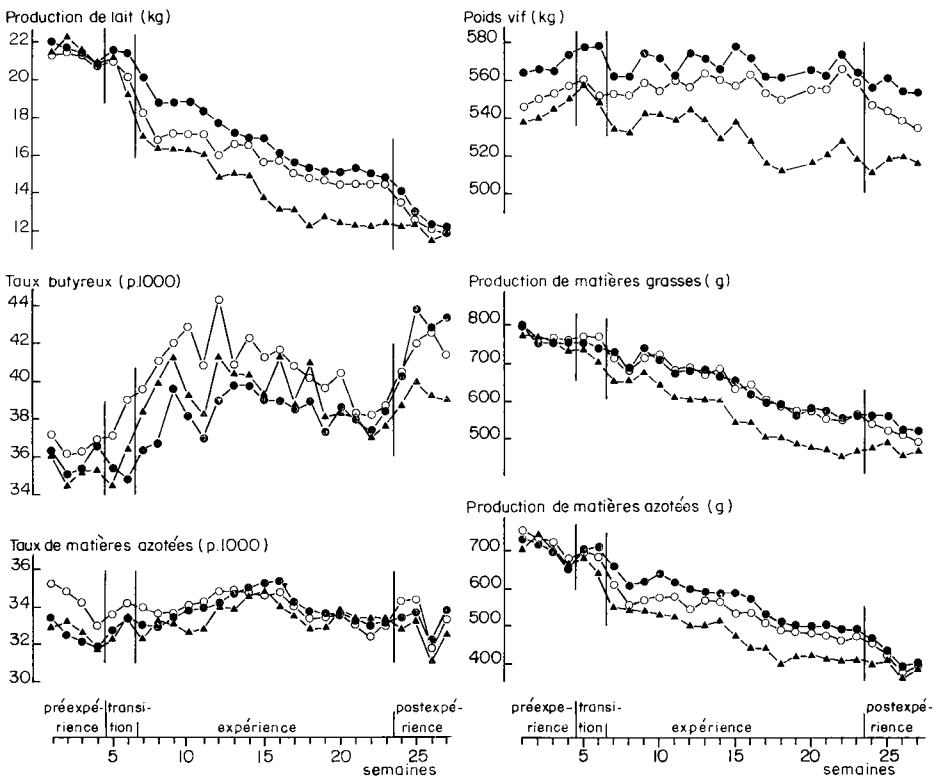 Production de lait (kg)
22
20
18
16
14
12
Taux butyreux (p.1000)
44
42
40
38
36
34
Taux de matières azotées (p.1000)
36
34
32
30
préexpé-
rience
transi-
tion
expérience
postexpé-
rience
5 10 15 20 25
semaines
Poids vif (kg)
580
560
540
520
500
Production de matières grasses (g)
800
700
600
500
Production de matières azotées (g)
700
600
500
400
préexpe-
rience
transi-
tion
expérience
postexpé-
rience
5 10 15 20 25
semaines